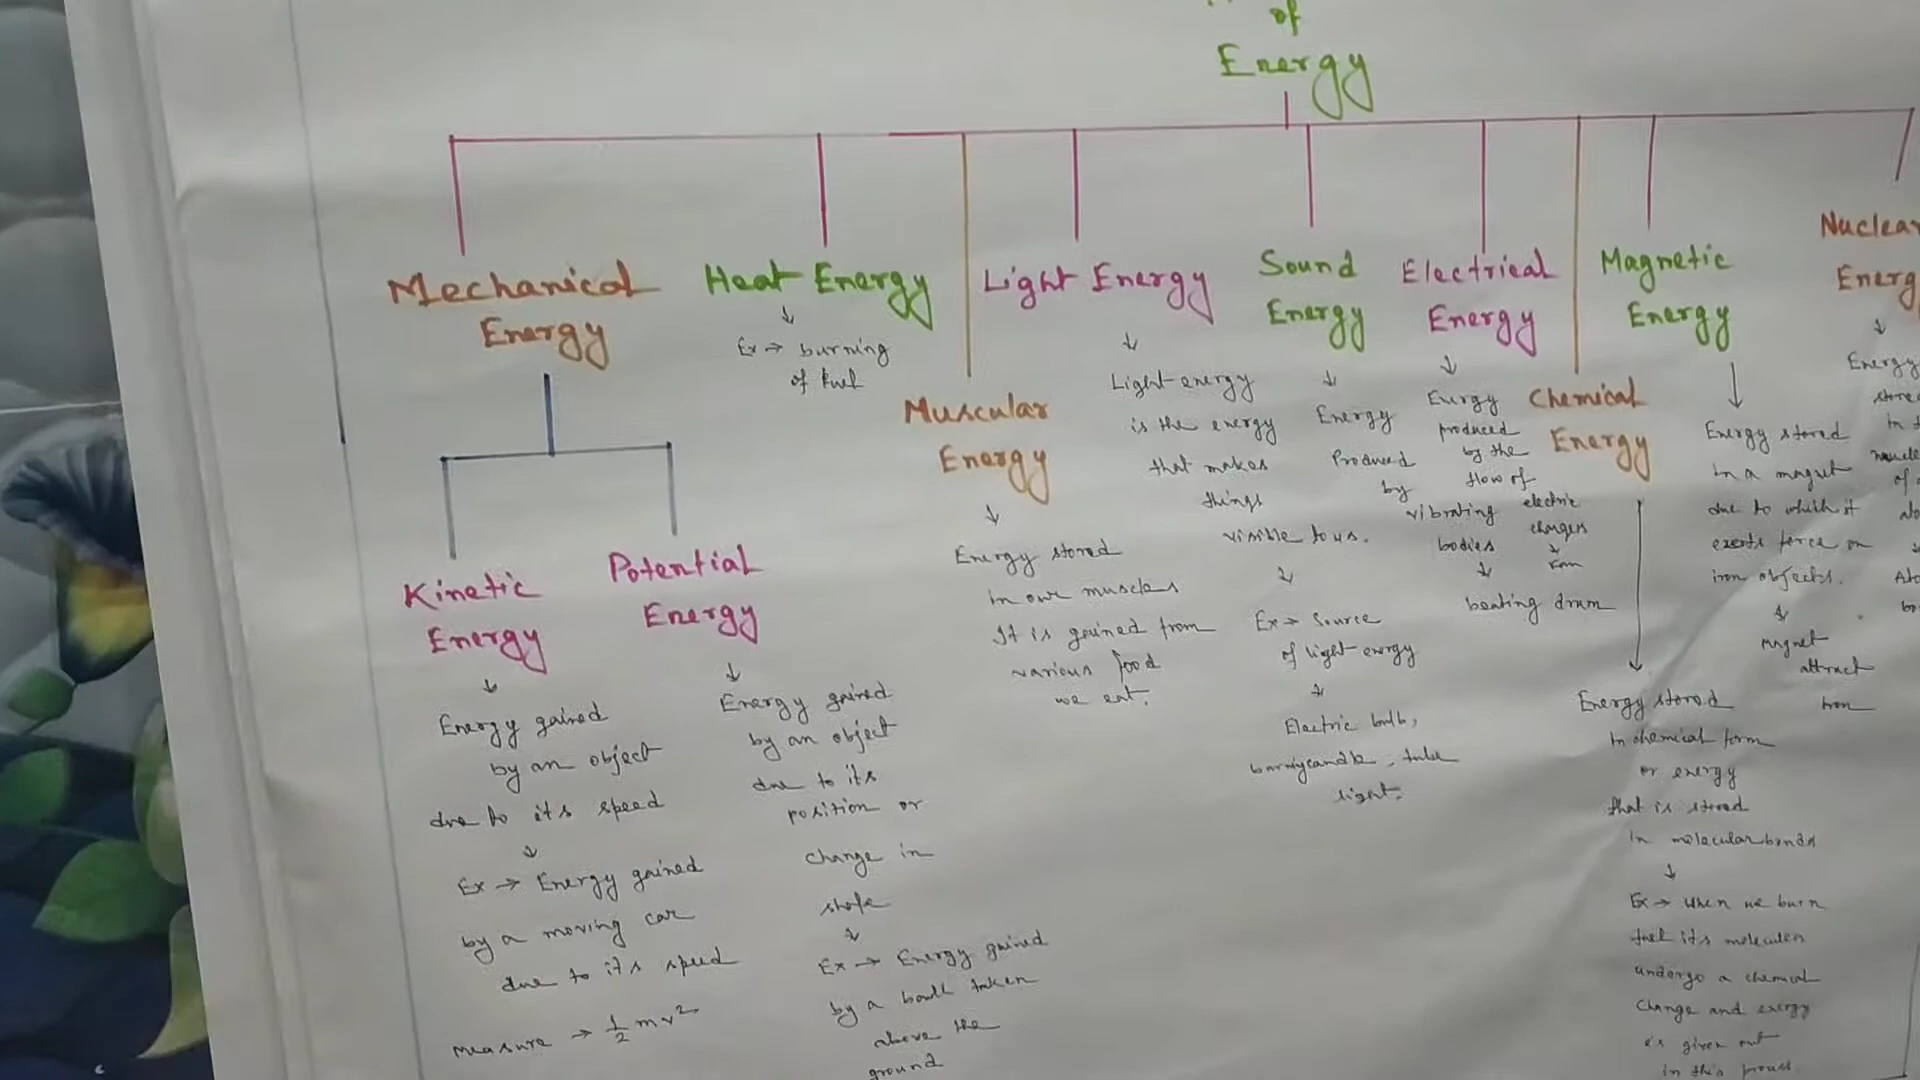 of
Energy
Mechanical
Energy
Kinetic
Energy
Energy gained
by an object
due to its speed
Ex → Energy gained
by a moving car
due to its speed
measure → 1/2 mv²
Potential
Energy
Energy gained
by an object
due to its
position or
change in
shape
Ex → Energy gained
by a ball taken
above the
ground
Heat Energy
Ex → burning
of fuel
Muscular
Energy
Energy stored
in our muscles
It is gained from
various food
we eat.
Light Energy
Light energy
is the energy
that makes
things
visible to us.
Ex → Source
of light energy
Electric bulb,
tube
light.
Sound
Energy
Energy
Produced
by
vibrating
bodies
beating drum
Electrical
Energy
Energy
produced
by the
flow of
electric
charges
Fan
Chemical
Energy
Energy stored
in chemical form
or energy
that is stored
in molecular bonds
Ex → when we burn
fuel its molecules
undergo a chemical
change and energy
is given out
in this process.
Magnetic
Energy
Energy stored
in a magnet
due to which it
exerts force on
iron objects.
magnet
attract
iron
Nuclear
Energ
Energy
stored
in t
of a